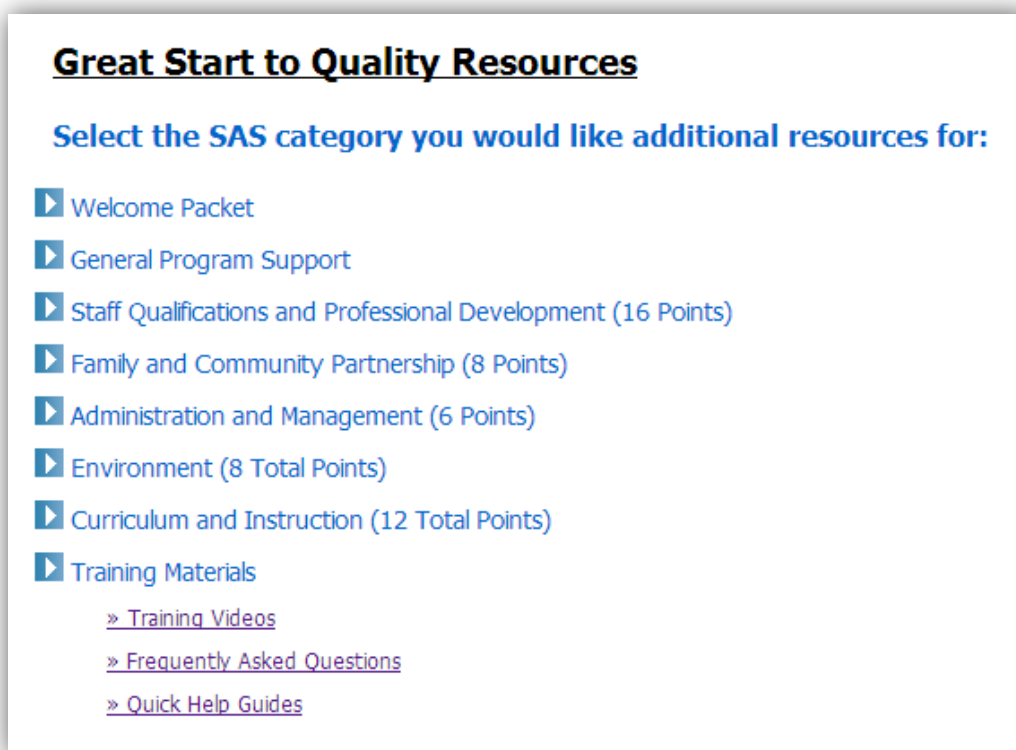 Great Start to Quality Resources
Select the SAS category you would like additional resources for:
Welcome Packet
General Program Support
Staff Qualifications and Professional Development (16 Points)
Family and Community Partnership (8 Points)
Administration and Management (6 Points)
Environment (8 Total Points)
Curriculum and Instruction (12 Total Points)
Training Materials
» Training Videos
» Frequently Asked Questions
» Quick Help Guides